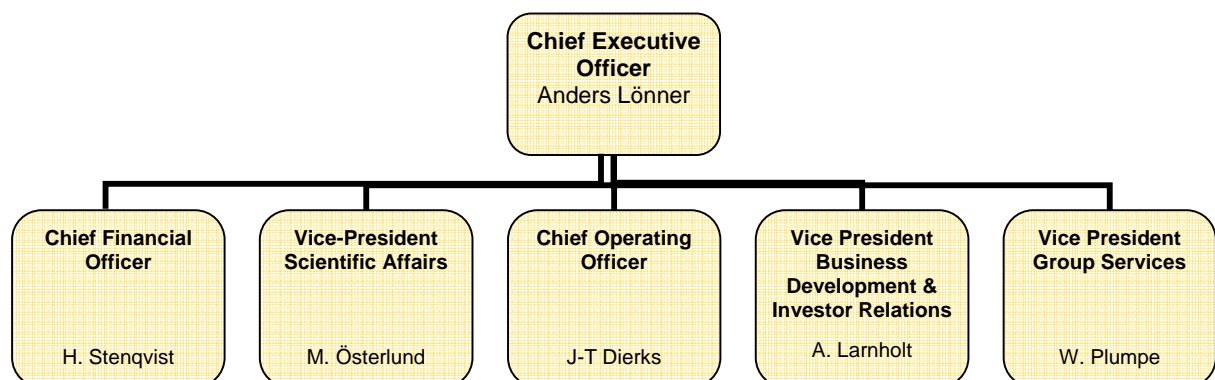 Chief Executive
Officer
Anders Lönner
Chief Financial
Officer
H. Stenqvist
Vice-President
Scientific Affairs
M. Österlund
Chief Operating
Officer
J-T Dierks
Vice President
Business
Development &
Investor Relations
A. Larnholt
Vice President
Group Services
W. Plumpe